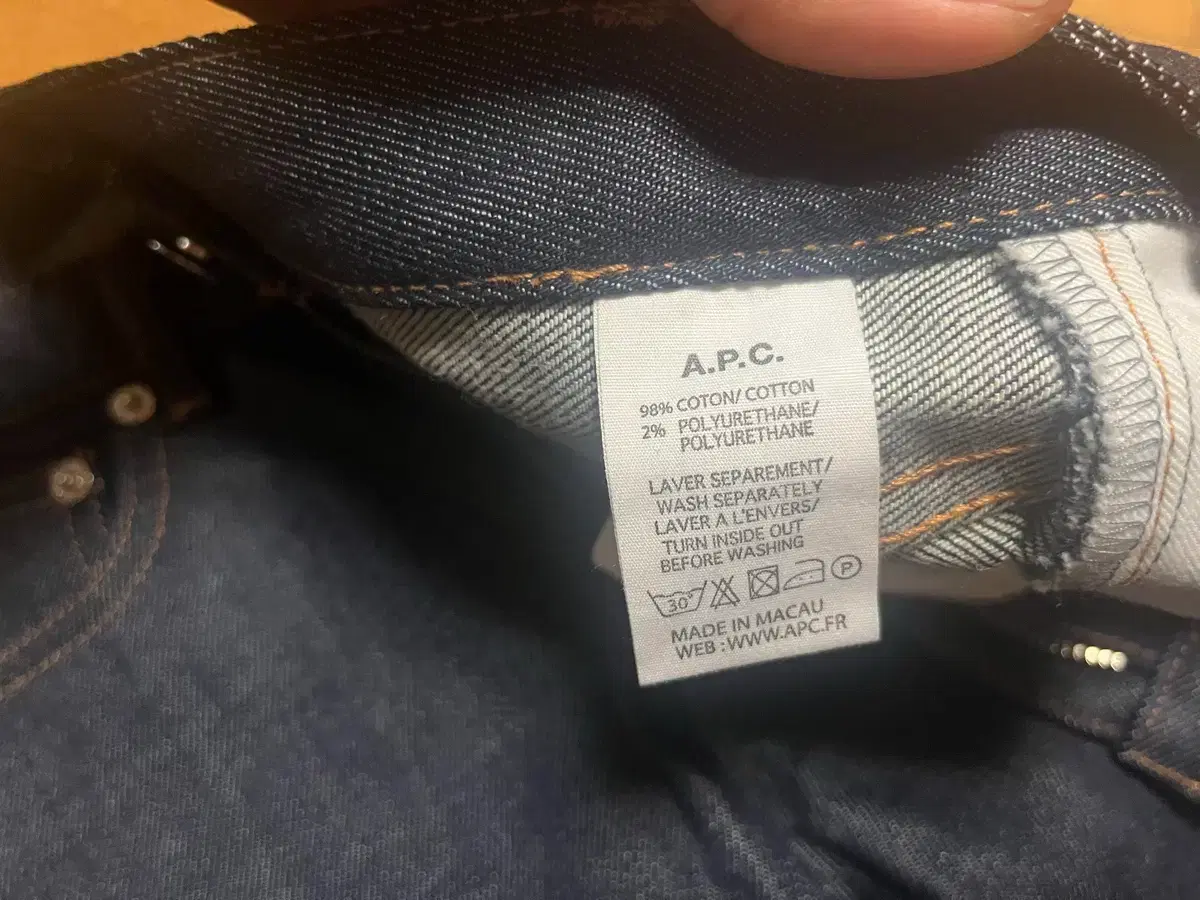 A.P.C.
98% COTON/ COTTON
2% POLYURETHANE/
POLYURETHANE
LAVER SEPAREMENT/
WASH SEPARATELY
LAVER A L'ENVERS/
TURN INSIDE OUT
BEFORE WASHING
30° P
MADE IN MACAU
WEB :WWW.APC.FR